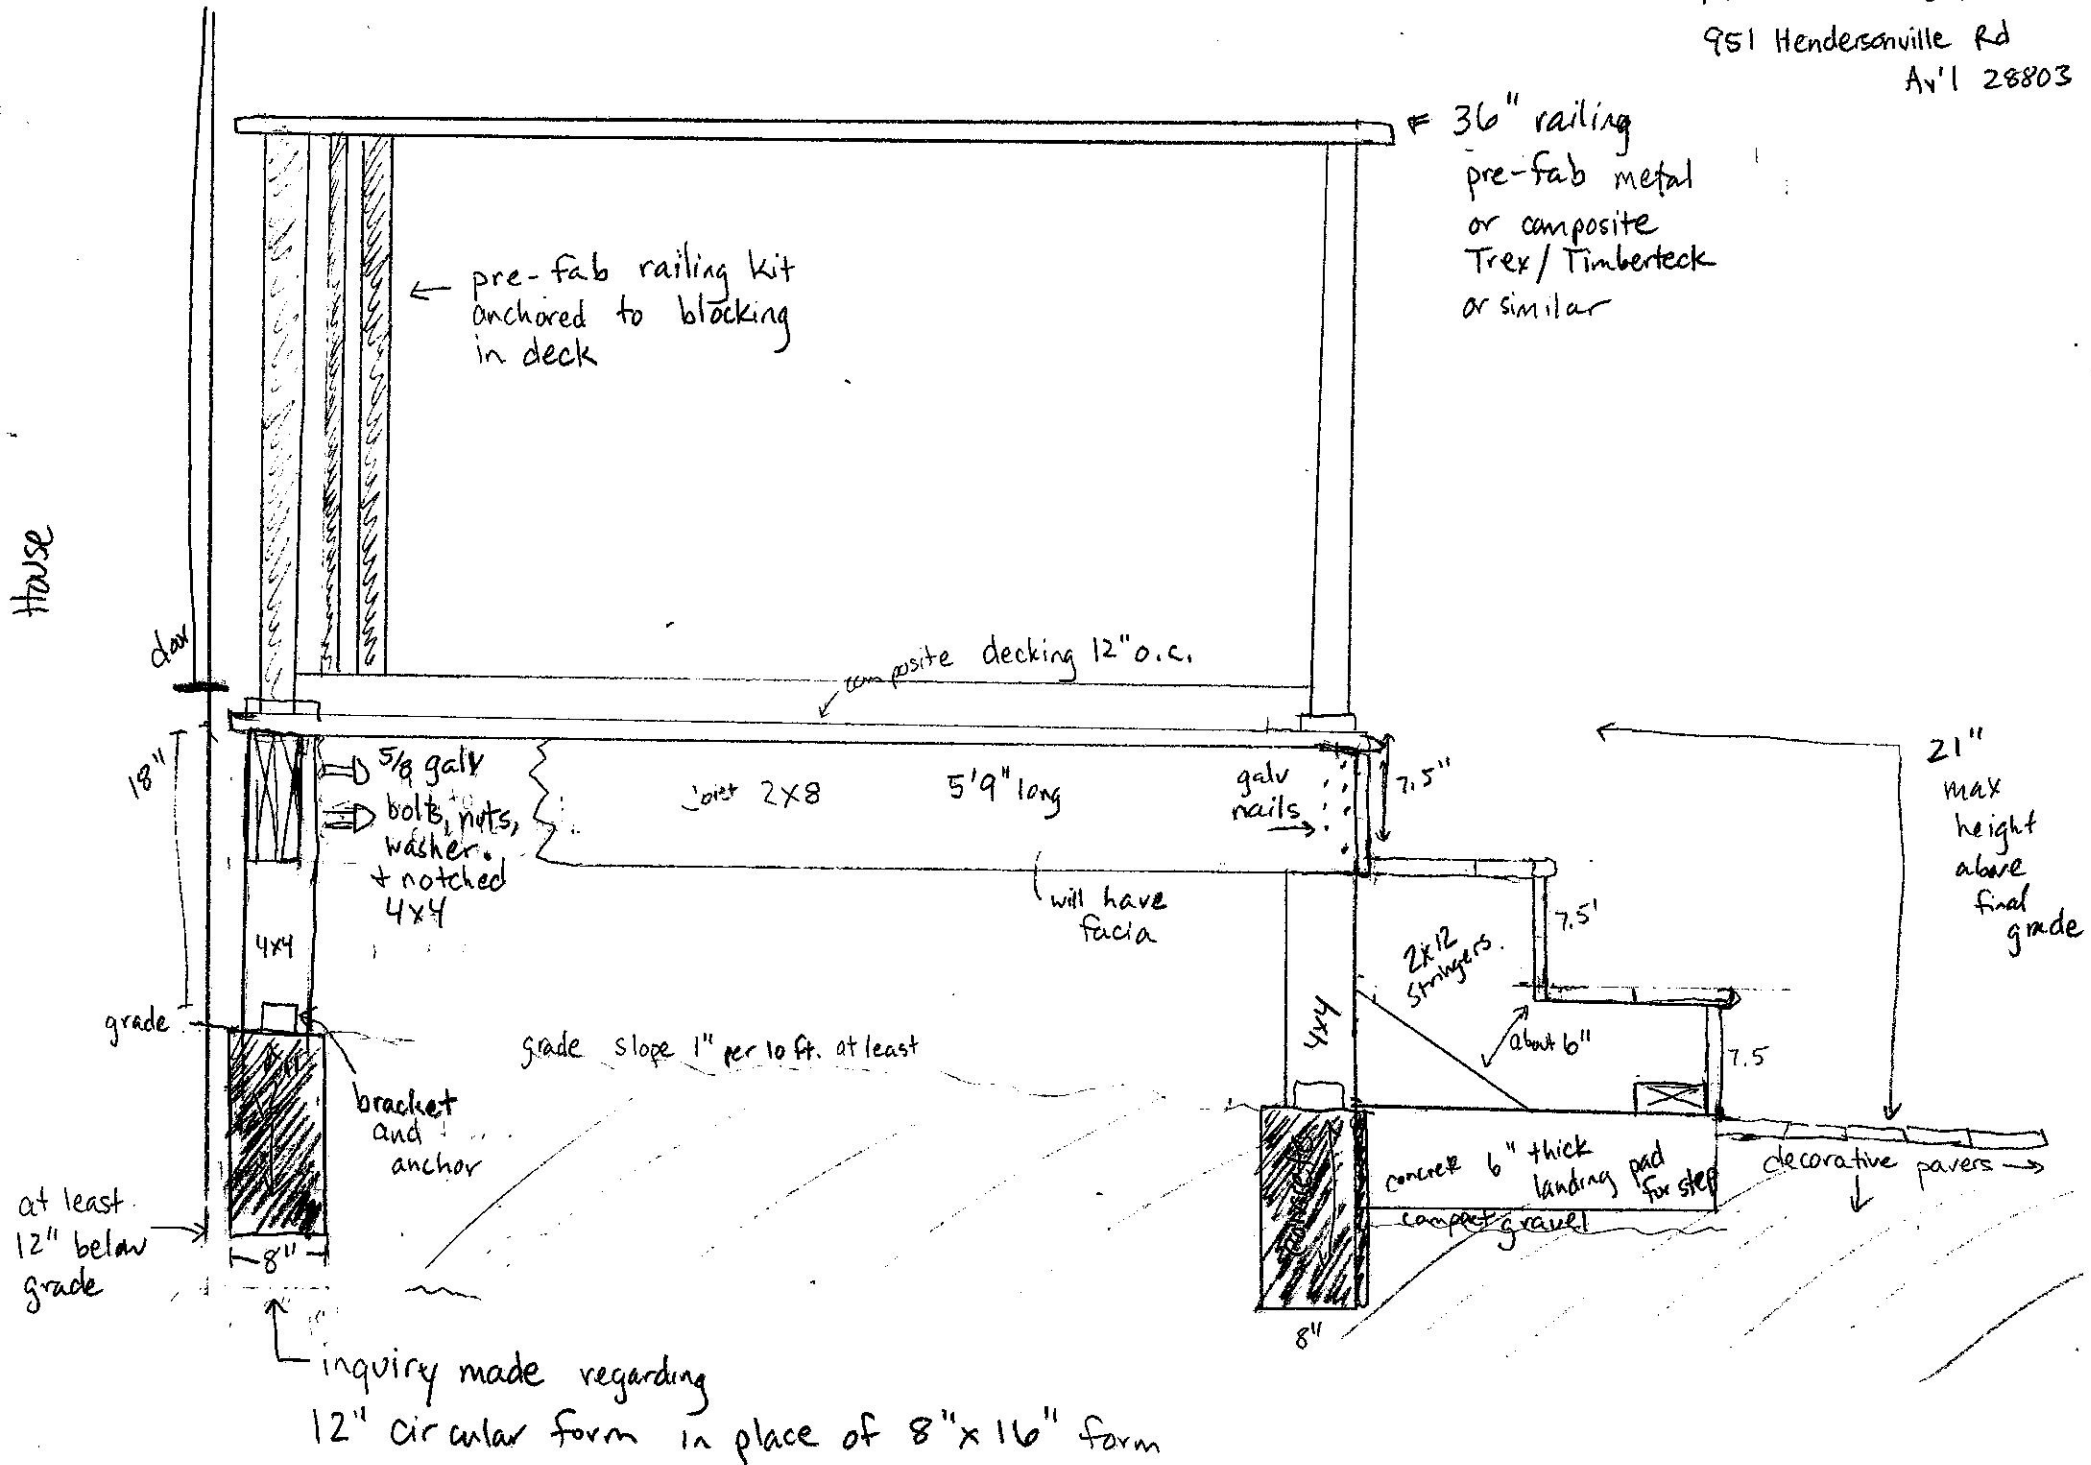 951 Hendersonville Rd
Av'l 28803
36" railing
pre-fab metal
or composite
Trex/Timberteck
or similar
pre-fab railing kit
anchored to blocking
in deck
House
door
composite decking 12" o.c.
18"
5/8 galv
bolts, nuts,
washer.
+ notched
4x4
joist 2x8
5'9" long
galv
nails
7.5"
21"
max
height
above
final
grade
will have
facia
7.5'
2x12
stringers.
4x4
4x4
grade
grade slope 1" per 10 ft. at least
about 6"
7.5
bracket
and
anchor
concrete 6" thick
landing pad
for step
decorative pavers
compact gravel
at least
12" below
grade
8"
8"
inquiry made regarding
12" circular form in place of 8"x16" form